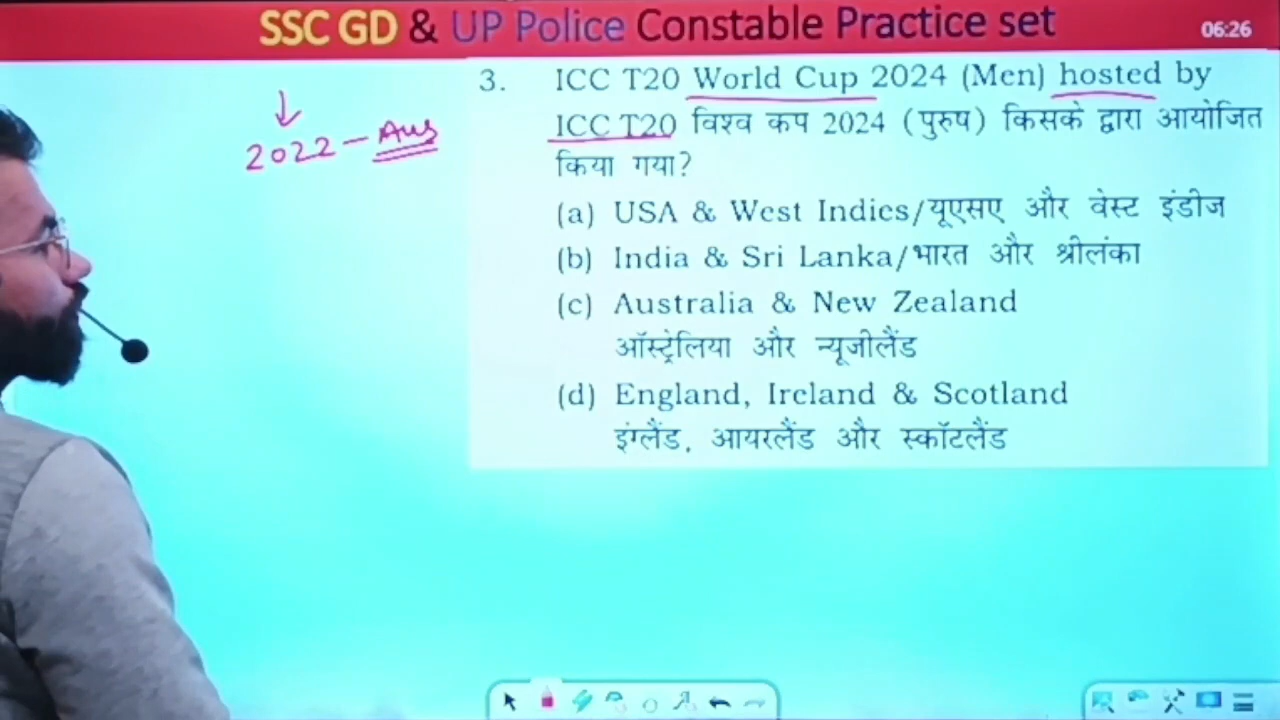 SSC GD & UP Police Constable Practice set
06:26
2022 - Aus
3. ICC T20 World Cup 2024 (Men) hosted by
ICC T20 विश्व कप 2024 (पुरुष) किसके द्वारा आयोजित
किया गया?
(a) USA & West Indies/यूएसए और वेस्ट इंडीज
(b) India & Sri Lanka/भारत और श्रीलंका
(c) Australia & New Zealand
ऑस्ट्रेलिया और न्यूजीलैंड
(d) England, Ireland & Scotland
इंग्लैंड, आयरलैंड और स्कॉटलैंड